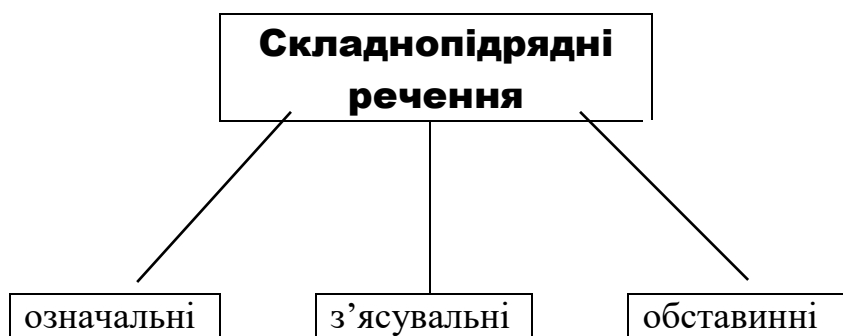 Складнопідрядні
речення
означальні
з’ясувальні
обставинні